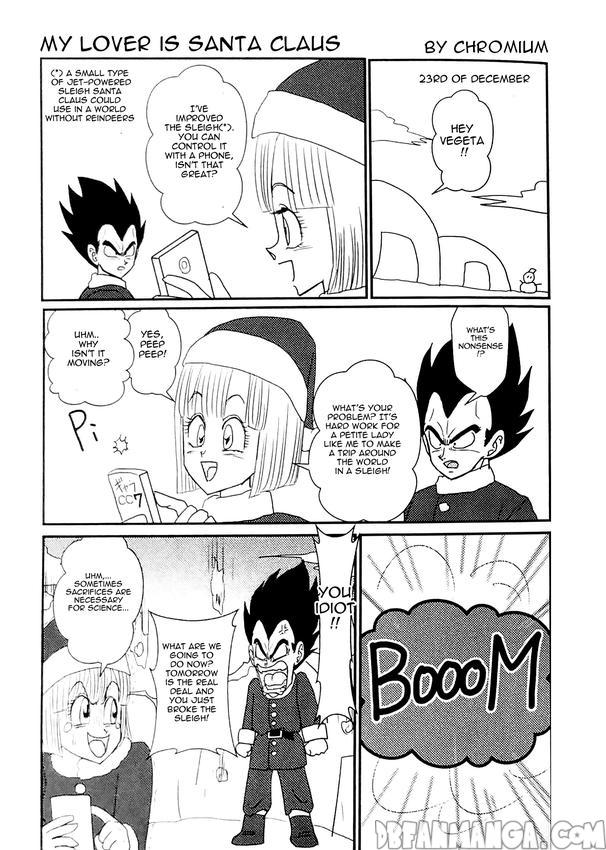 MY LOVER IS SANTA CLAUS
BY CHROMIUM
23RD OF DECEMBER
HEY
VEGETA
!!
(*) A SMALL TYPE
OF JET-POWERED
SLEIGH SANTA
CLAUS COULD
USE IN A WORLD
WITHOUT REINDEERS
I'VE
IMPROVED
THE SLEIGH(*).
YOU CAN
CONTROL IT
WITH A PHONE,
ISN'T THAT
GREAT?
WHAT'S
THIS
NONSENSE
!?
WHAT'S YOUR
PROBLEM? IT'S
HARD WORK FOR
A PETITE LADY
LIKE ME TO MAKE
A TRIP AROUND
THE WORLD
IN A SLEIGH!
YES,
PEEP
PEEP!
UHM..
WHY
ISN'T IT
MOVING?
Pi
CC7
BoooM
YOU
IDIOT
!!
WHAT ARE WE
GOING TO
DO NOW?
TOMORROW
IS THE REAL
DEAL AND
YOU JUST
BROKE THE
SLEIGH!
UHM,...
SOMETIMES
SACRIFICES ARE
NECESSARY
FOR SCIENCE...
DBFANMANGA.COM